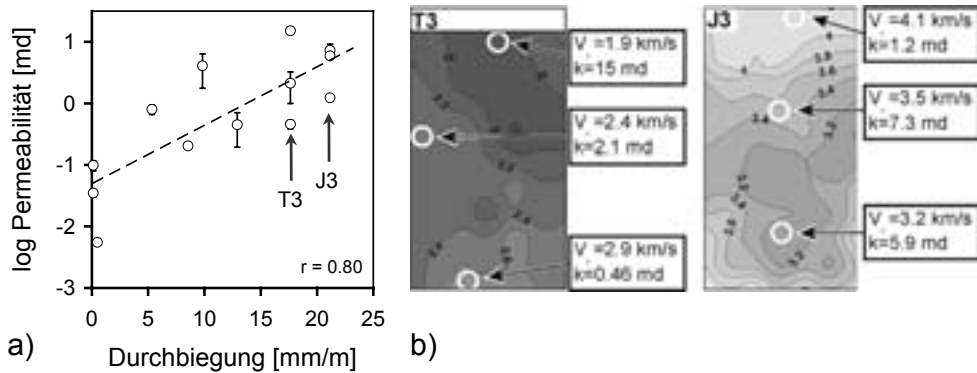 a)
log Permeabilität [md]
2
1
0
-1
-2
-3
0
5
10
15
20
25
T3
J3
r = 0.80
Durchbiegung [mm/m]
b)
T3
V =1.9 km/s
k=15 md
V =2.4 km/s
k=2.1 md
V =2.9 km/s
k=0.46 md
J3
V =4.1 km/s
k=1.2 md
V =3.5 km/s
k=7.3 md
V =3.2 km/s
k=5.9 md